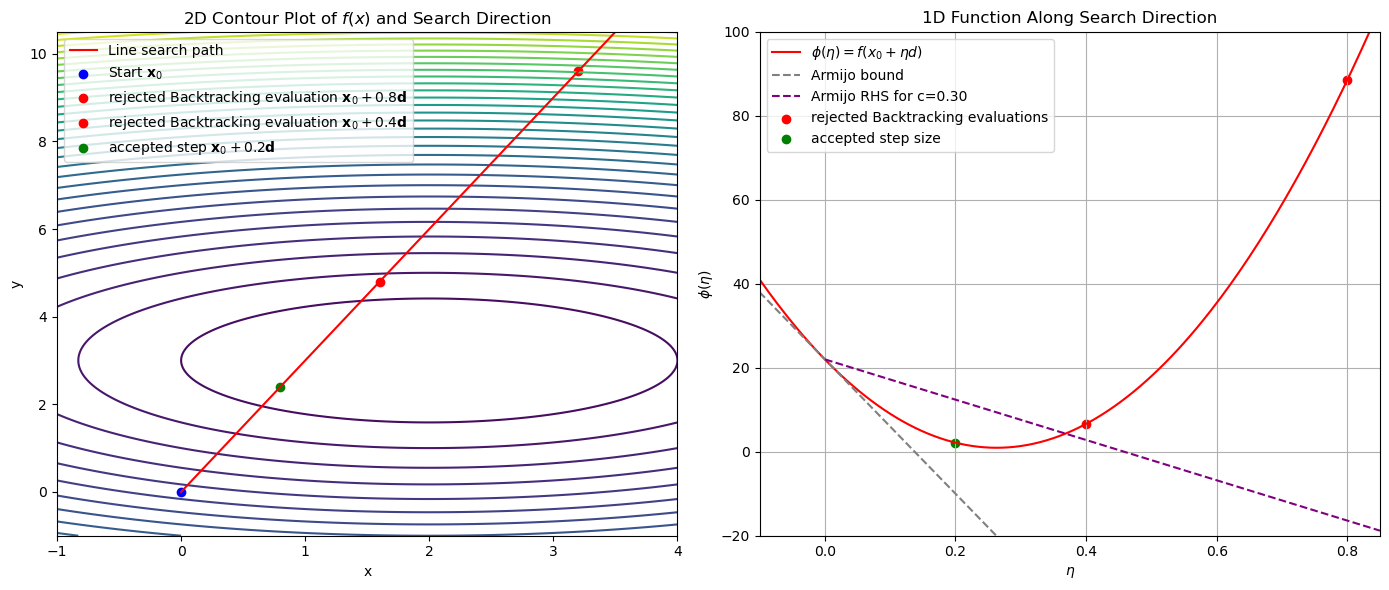 2D Contour Plot of f(x) and Search Direction
Line search path
Start x₀
rejected Backtracking evaluation x₀ + 0.8d
rejected Backtracking evaluation x₀ + 0.4d
accepted step x₀ + 0.2d
10
8
6
4
2
0
y
−1
0
1
2
3
4
x
1D Function Along Search Direction
ϕ(η) = f(x₀ + ηd)
Armijo bound
Armijo RHS for c=0.30
rejected Backtracking evaluations
accepted step size
100
80
60
40
20
0
−20
ϕ(η)
0.0
0.2
0.4
0.6
0.8
η